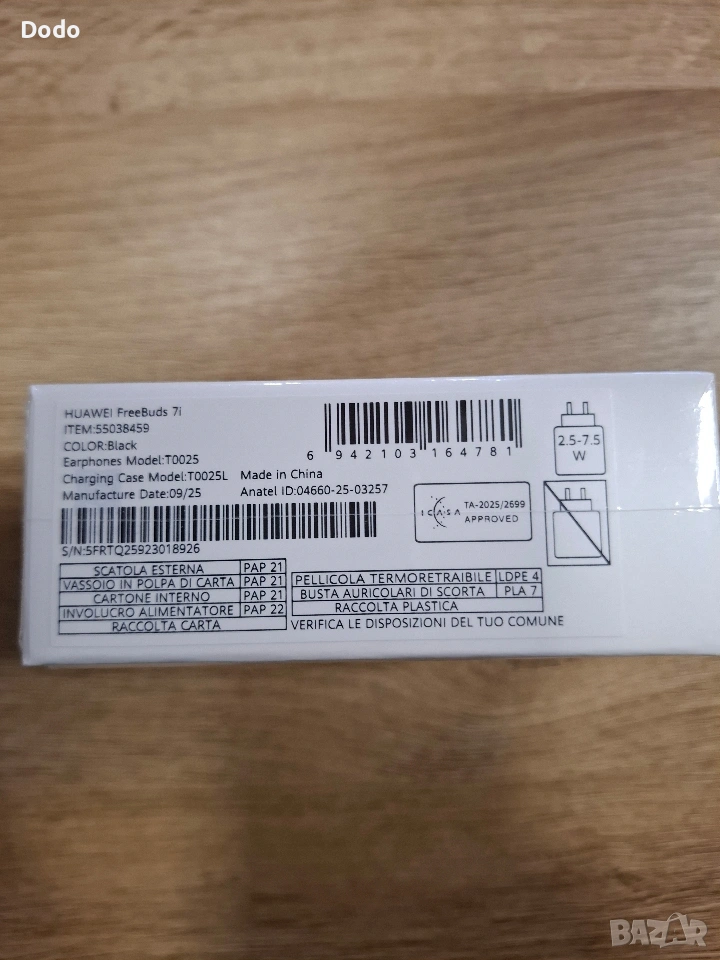 Dodo
HUAWEI FreeBuds 7i
ITEM:55038459
COLOR:Black
Earphones Model:T0025
Charging Case Model:T0025L
Manufacture Date:09/25
Made in China
Anatel ID:04660-25-03257
6 942103 164781
2.5-7.5
W
ICASA
TA-2025/2699
APPROVED
S/N:5FRTQ25923018926
SCATOLA ESTERNA PAP 21
VASSOIO IN POLPA DI CARTA PAP 21
CARTONE INTERNO PAP 21
INVOLUCRO ALIMENTATORE PAP 22
RACCOLTA CARTA
PELLICOLA TERMORETRAIBILE LDPE 4
BUSTA AURICOLARI DI SCORTA PLA 7
RACCOLTA PLASTICA
VERIFICA LE DISPOSIZIONI DEL TUO COMUNE
BAZAR